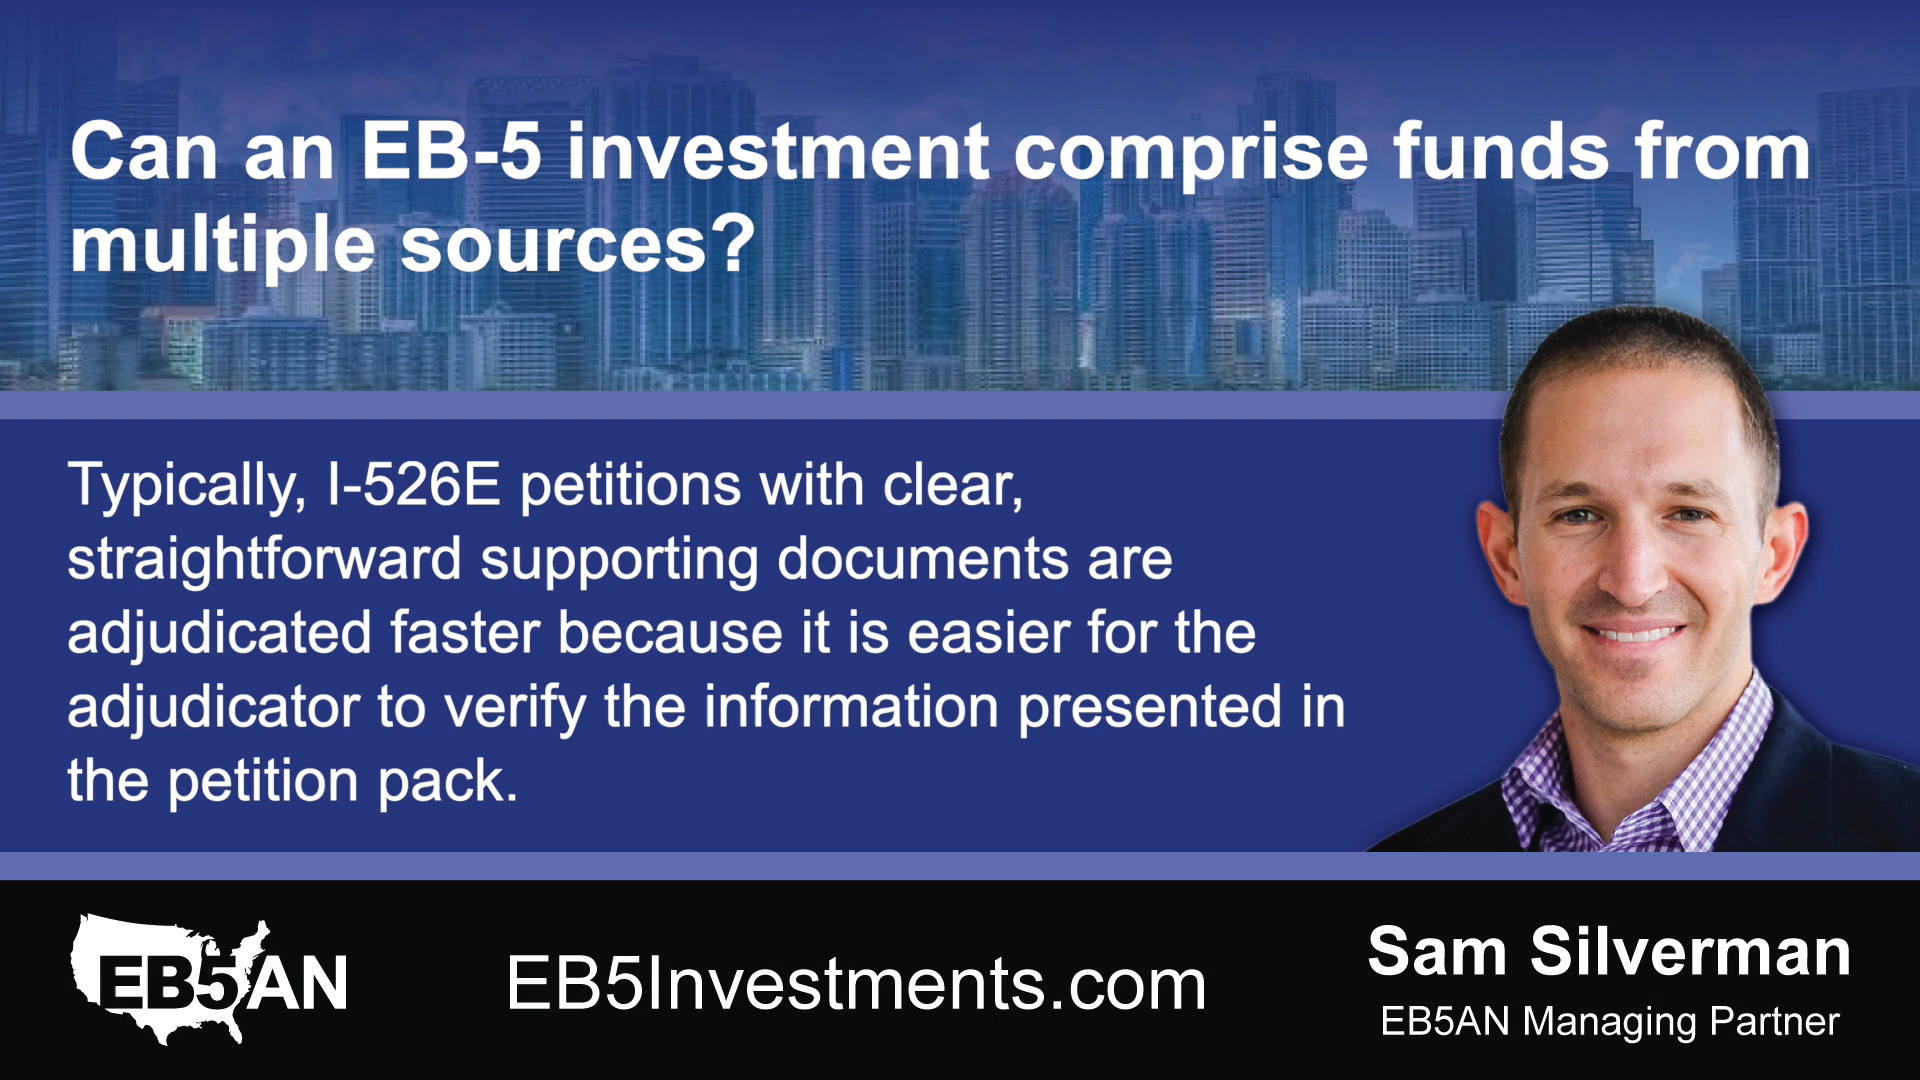 Can an EB-5 investment comprise funds from
multiple sources?
Typically, I-526E petitions with clear,
straightforward supporting documents are
adjudicated faster because it is easier for the
adjudicator to verify the information presented in
the petition pack.
EB5AN
EB5Investments.com
Sam Silverman
EB5AN Managing Partner